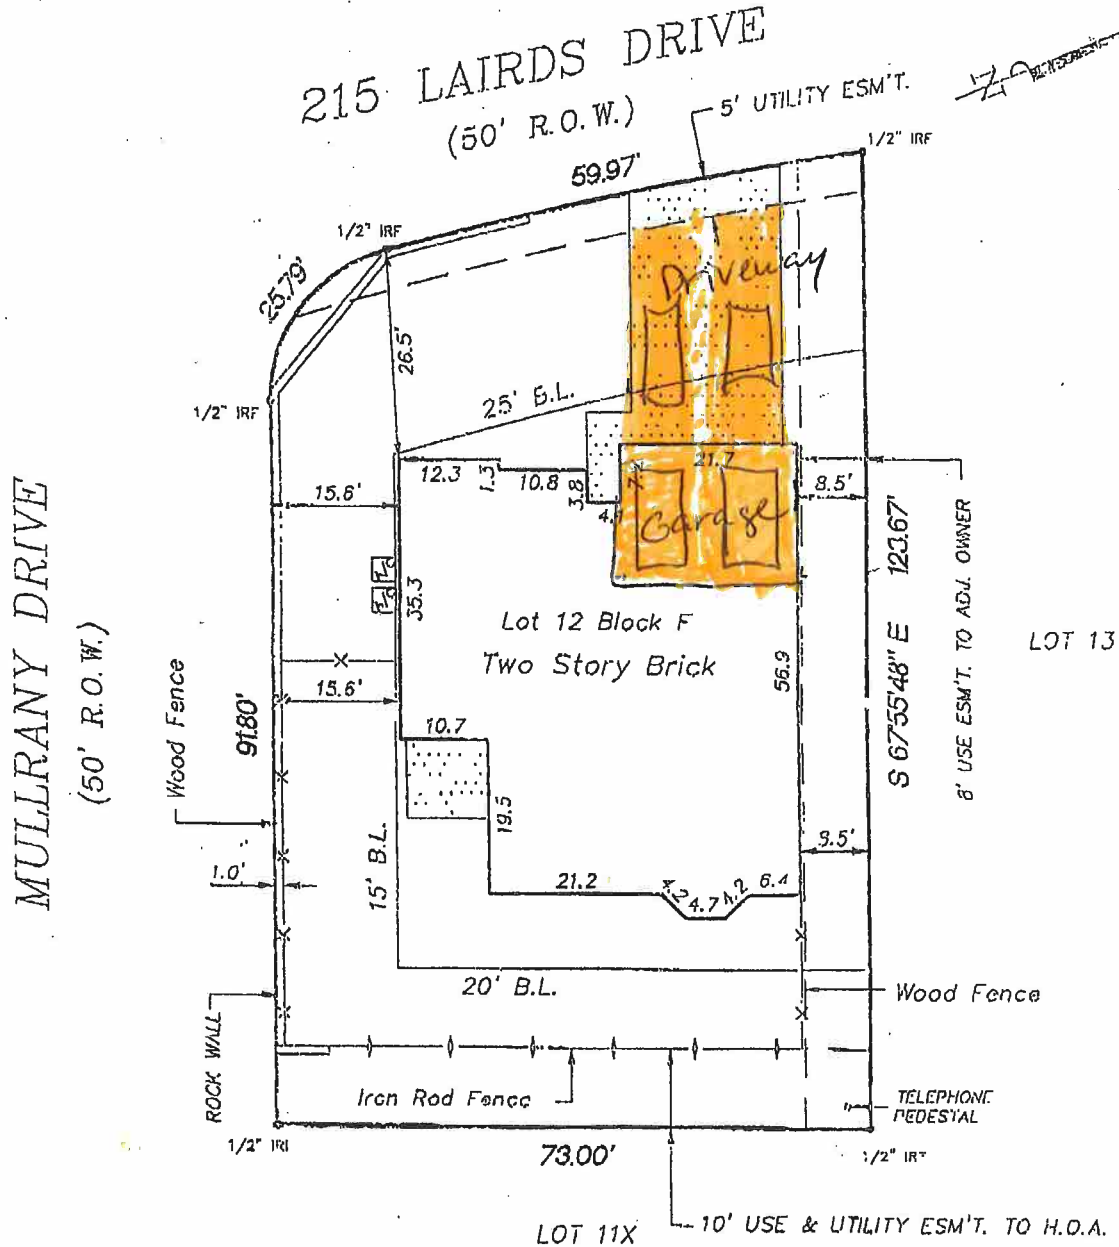 215 LAIRDS DRIVE
(50' R.O.W.)
5' UTILITY ESM'T.
1/2" IRF
59.97'
1/2" IRF
25.79'
Driveway
26.5'
25' B.L.
1/2" IRF
12.3
1.3
10.8
3.8
4.1
21.7
Garage
8.5'
15.6'
35.3
Lot 12 Block F
Two Story Brick
56.9
S 67°55'48" E 123.67'
8' USE ESM'T. TO ADJ. OWNER
LOT 13
MULLRANY DRIVE
(50' R.O.W.)
Wood Fence
91.80'
15.6'
10.7
19.5
15' B.L.
1.0'
21.2
4.2
4.7
4.2
6.4
20' B.L.
Wood Fence
ROCK WALL
Iron Rod Fence
TELEPHONE
PEDESTAL
1/2"
73.00'
1/2"
LOT 11X
10' USE & UTILITY ESM'T. TO H.O.A.